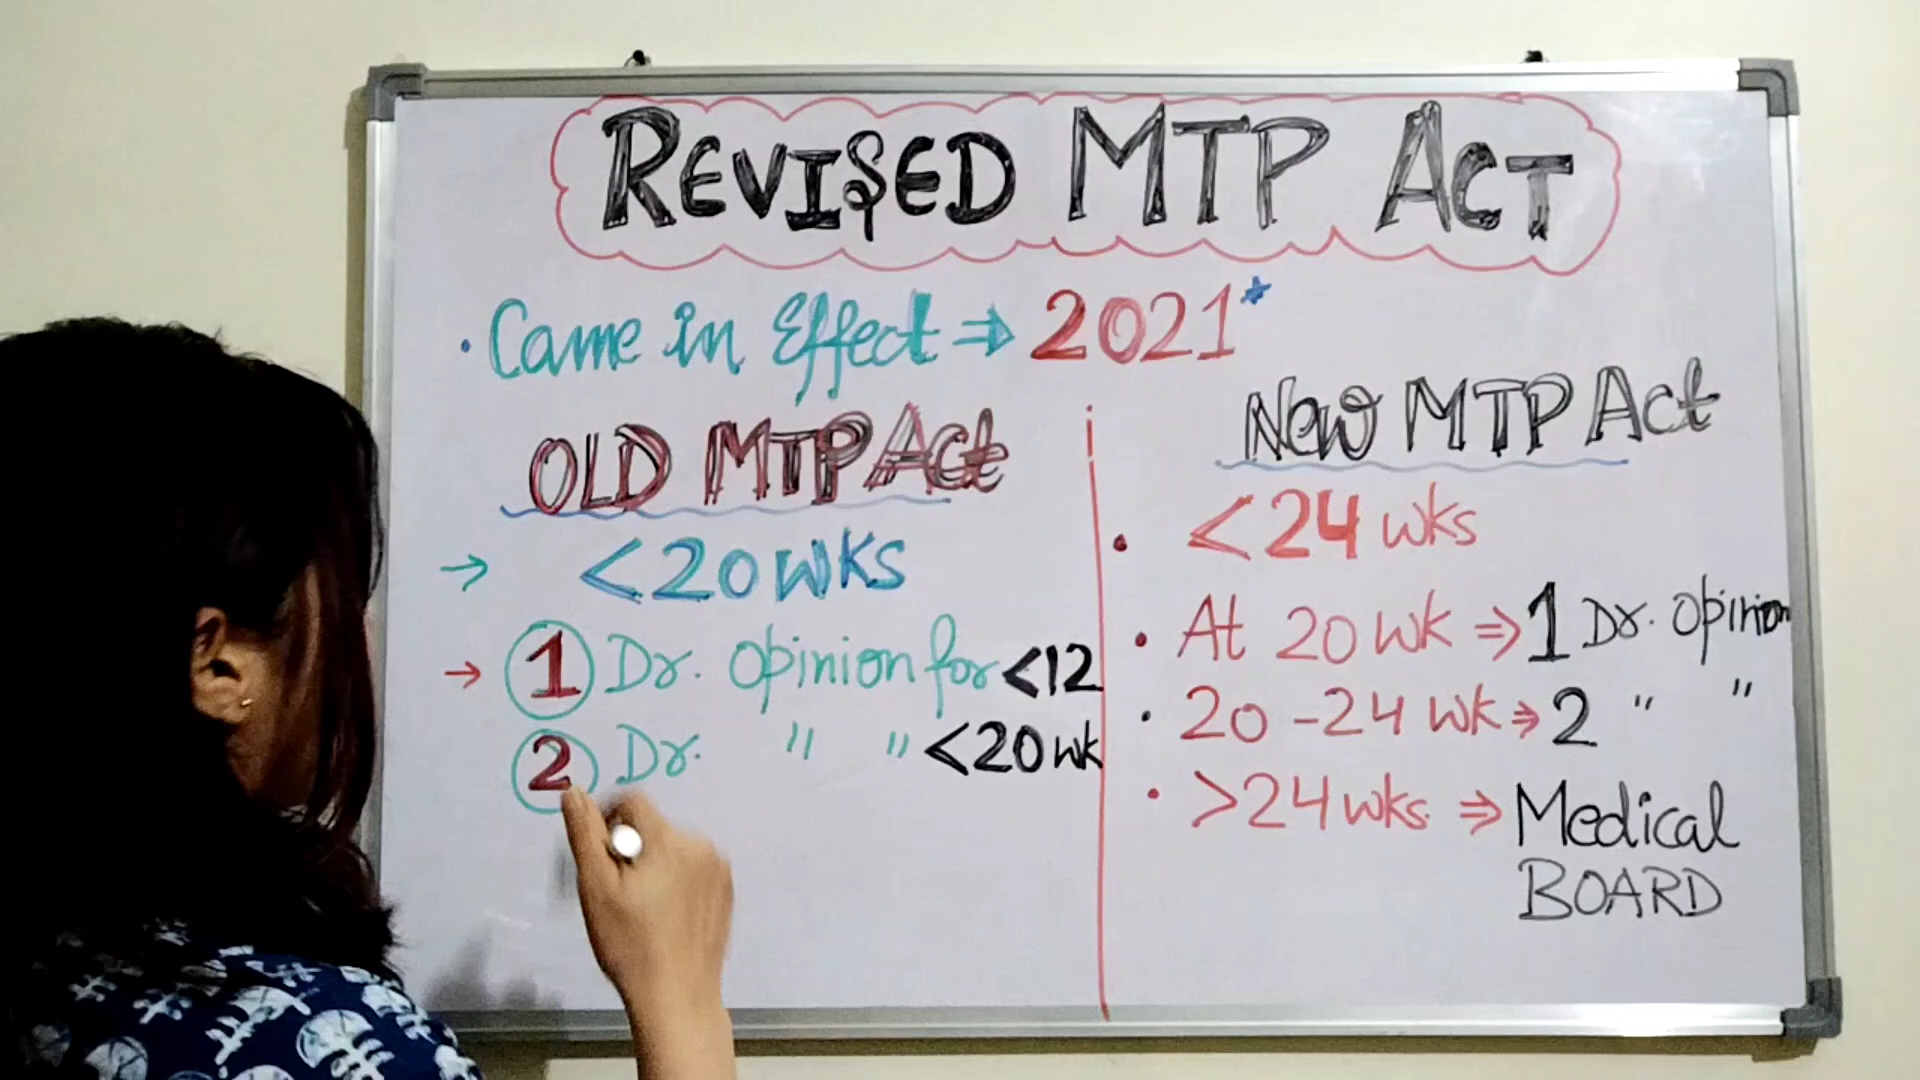 REVISED MTP ACT
• Came in Effect ⇒ 2021*
OLD MTP Act
→ <20 WKS
→ 1 Dr. Opinion for <12
2 Dr. " " <20 wk
New MTP Act
• <24 wks
• At 20 wk ⇒ 1 Dr. Opinion
• 20-24 wk ⇒ 2 " "
• >24 wks. ⇒ Medical
BOARD